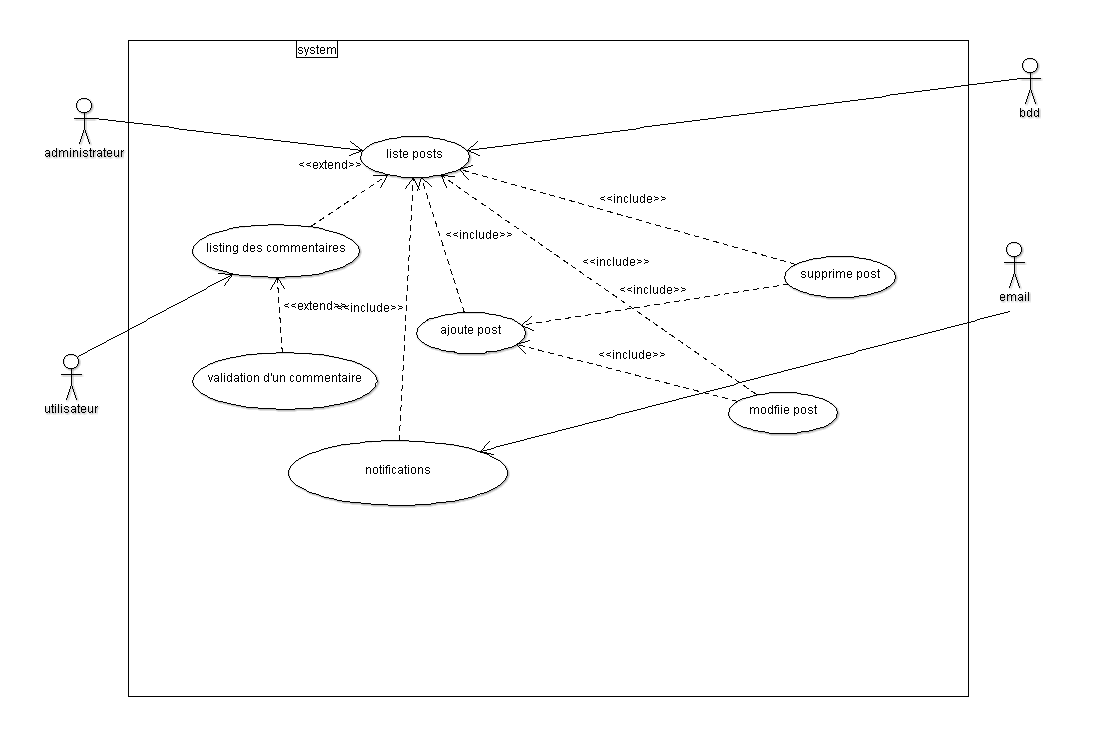 system
bdd
administrateur
liste posts
<<extend>>
<<include>>
<<include>>
listing des commentaires
<<include>>
supprime post
<<include>>
email
<<extend>>
<<include>>
ajoute post
<<include>>
validation d'un commentaire
utilisateur
modfiie post
notifications